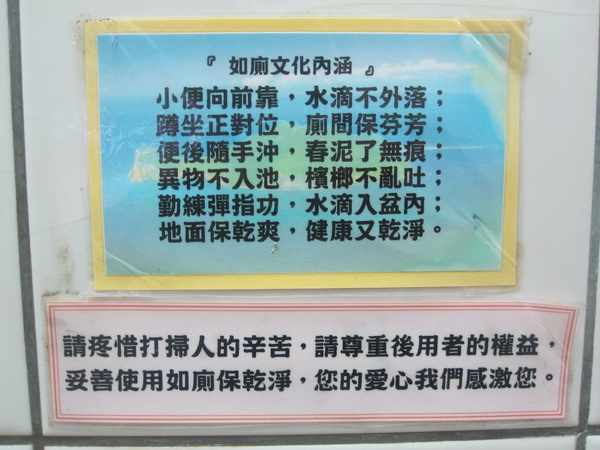 『 如廁文化內涵 』
小便向前靠，水滴不外落；
蹲坐正對位，廁間保芬芳；
便後隨手沖，春泥了無痕；
異物不入池，檳榔不亂吐；
勤練彈指功，水滴入盆內；
地面保乾爽，健康又乾淨。
請疼惜打掃人的辛苦，請尊重後用者的權益，
妥善使用如廁保乾淨，您的愛心我們感激您。